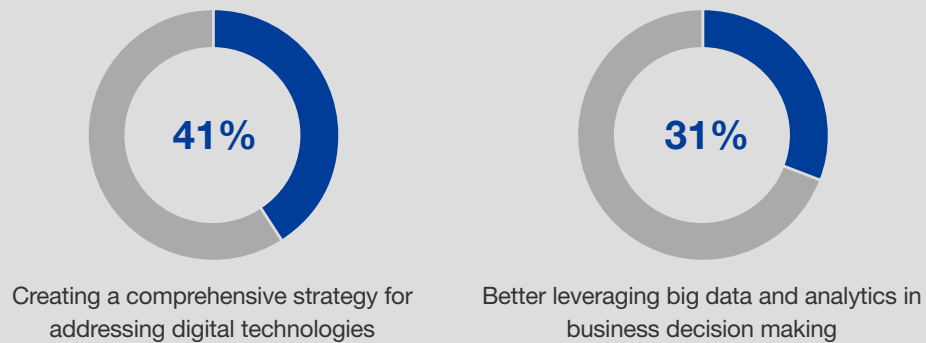 41%
31%
Creating a comprehensive strategy for
addressing digital technologies
Better leveraging big data and analytics in
business decision making